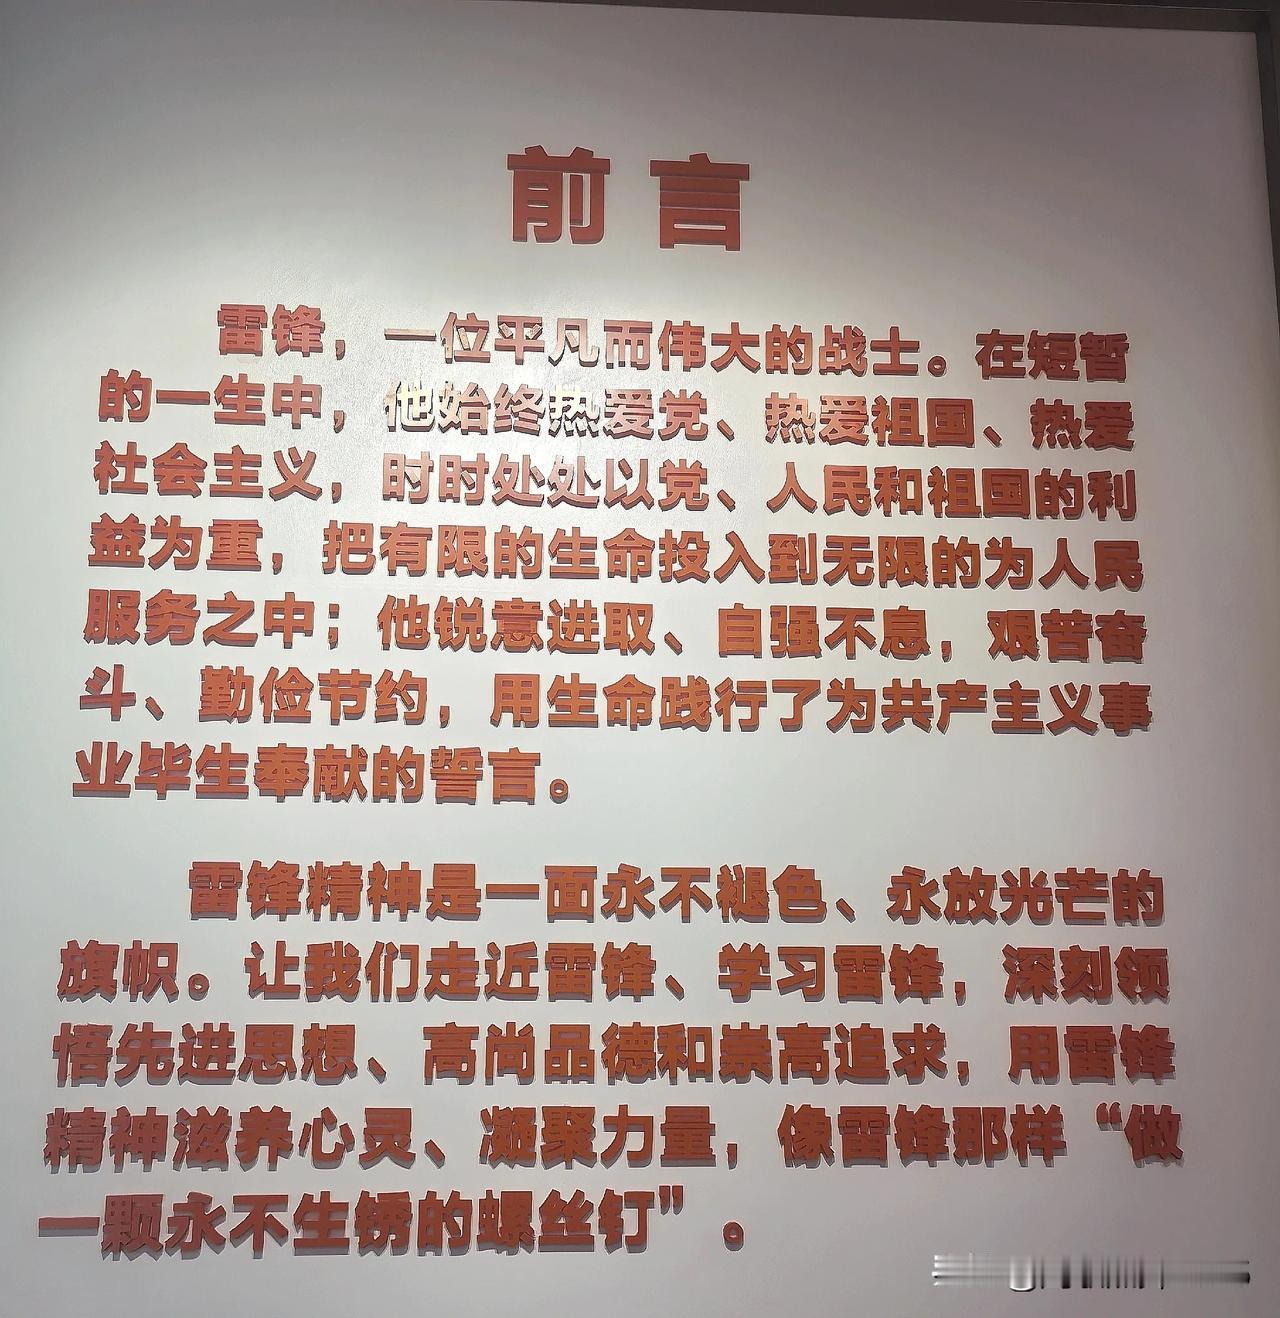 前言
雷锋，一位平凡而伟大的战士。在短暂
的一生中，他始终热爱党、热爱祖国、热爱
社会主义，时时处处以党、人民和祖国的利
益为重，把有限的生命投入到无限的为人民
服务之中；他锐意进取、自强不息，艰苦奋
斗、勤俭节约，用生命践行了为共产主义事
业毕生奉献的誓言。
雷锋精神是一面永不褪色、永放光芒的
旗帜。让我们走近雷锋、学习雷锋，深刻领
悟先进思想、高尚品德和崇高追求，用雷锋
精神滋养心灵、凝聚力量，像雷锋那样“做
一颗永不生锈的螺丝钉”。